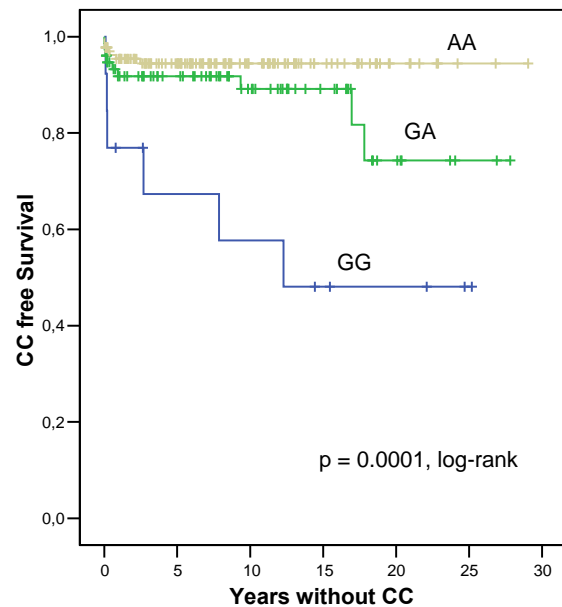 1,0
AA
0,8
GA
0,6
GG
CC free Survival
0,4
0,2
p = 0.0001, log-rank
0,0
0 5 10 15 20 25 30
Years without CC